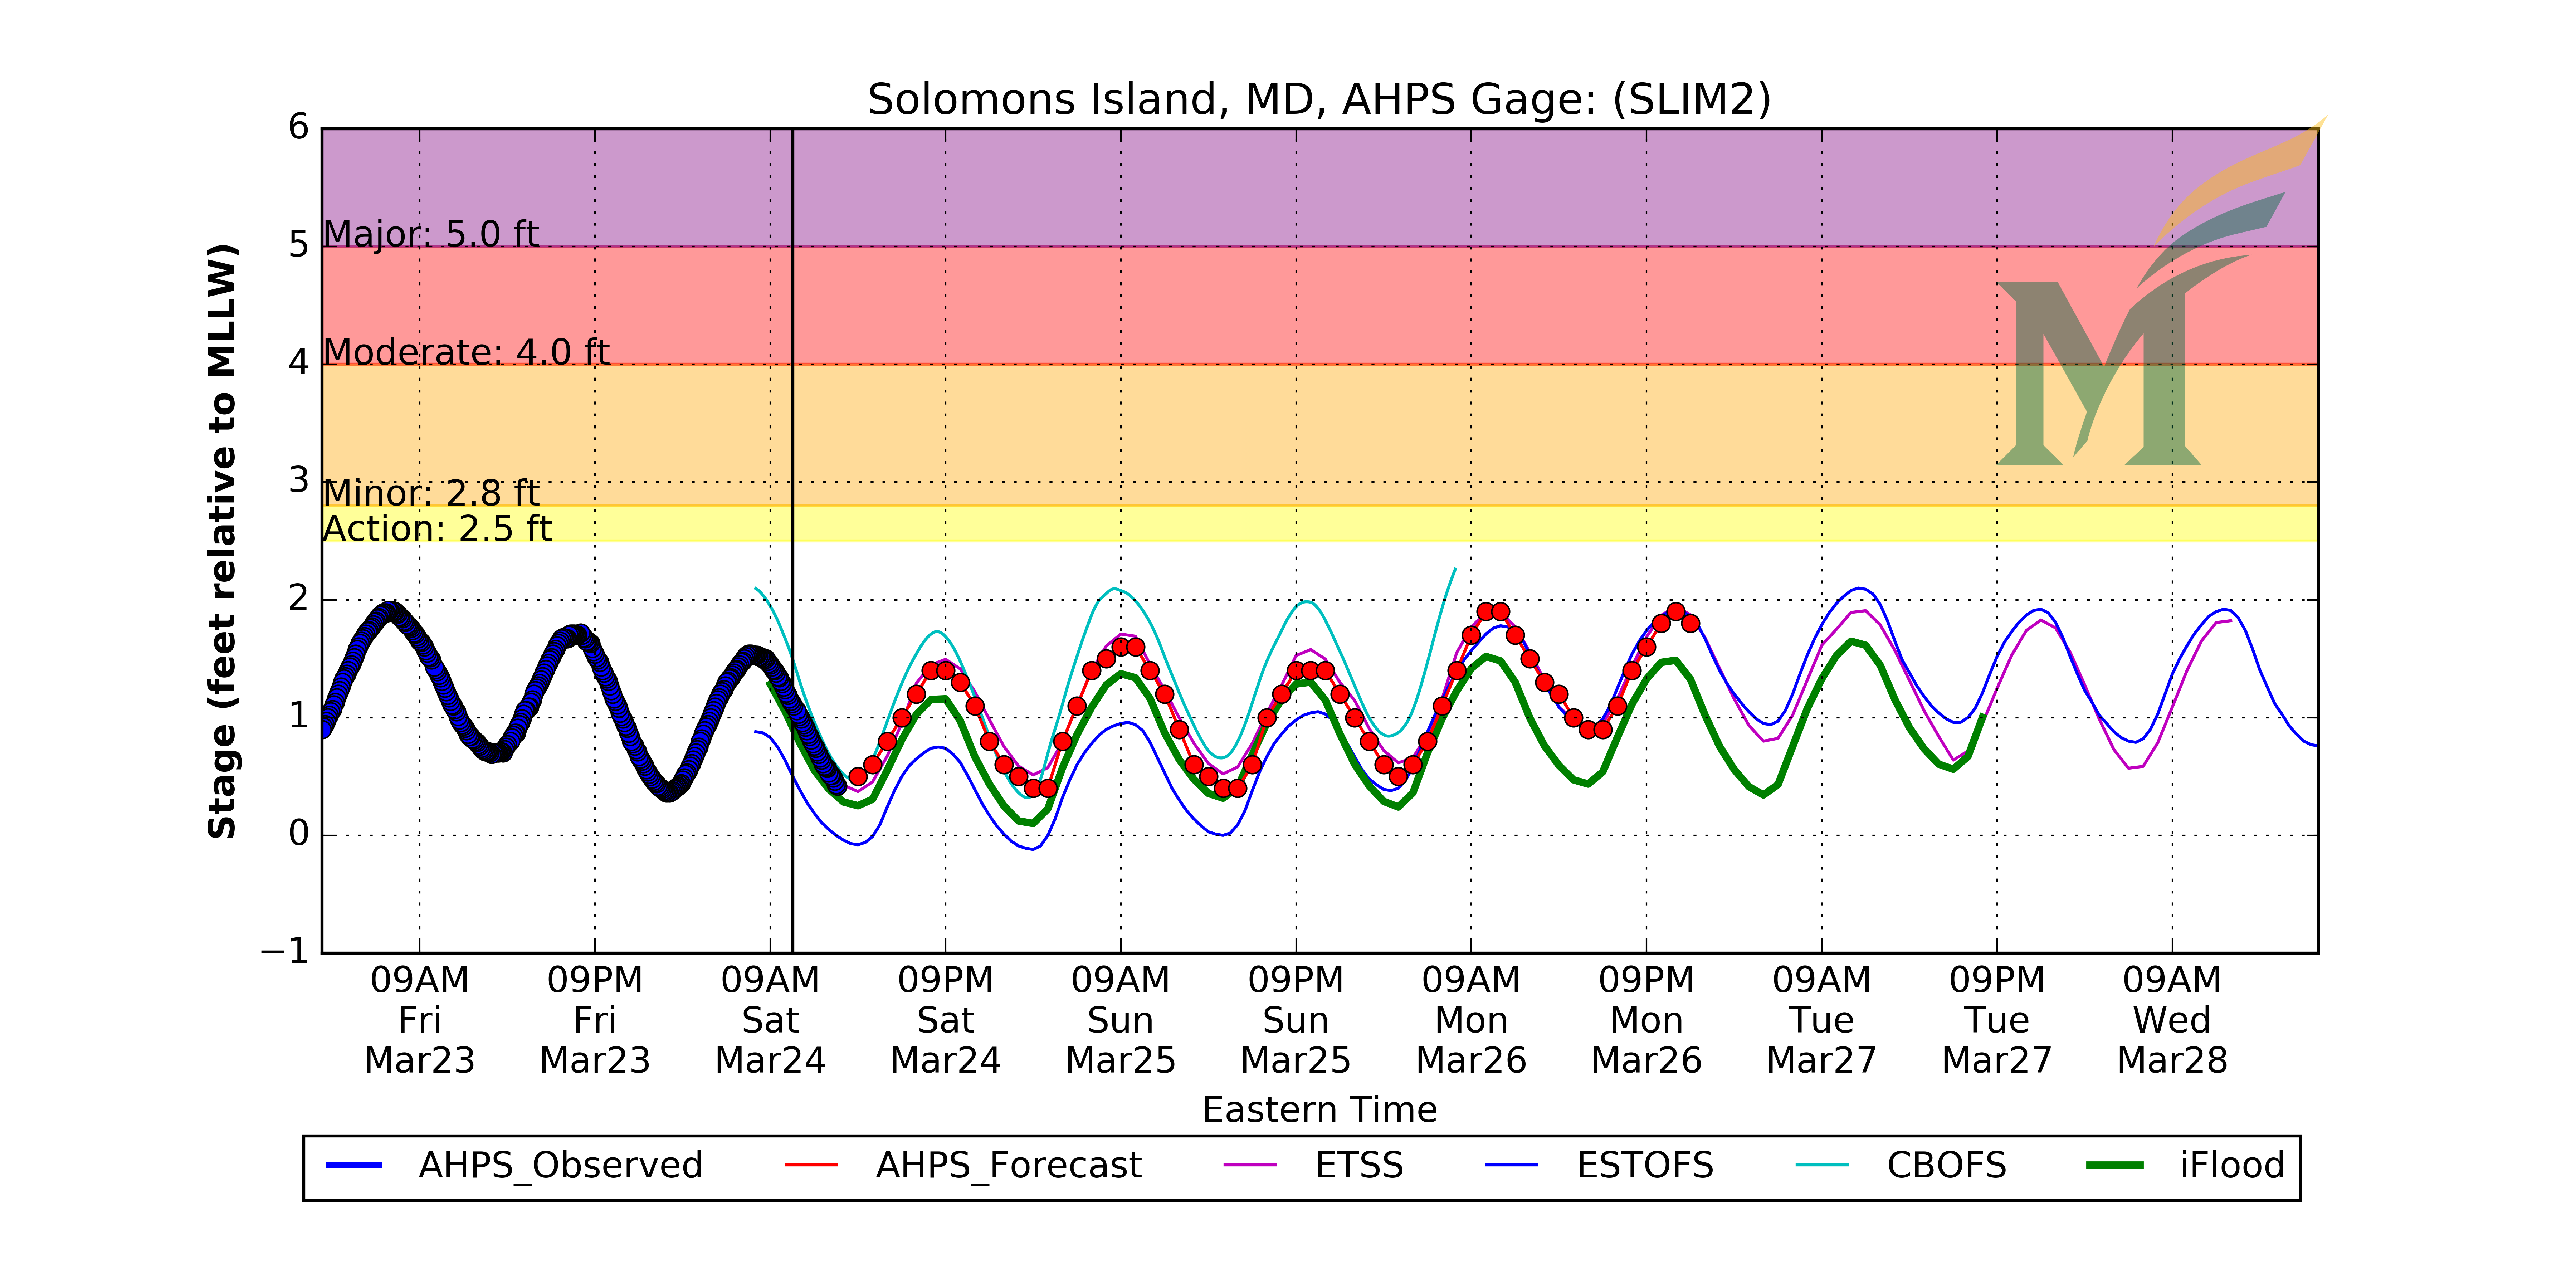 Solomons Island, MD, AHPS Gage: (SLIM2)
6
5
4
3
2
1
0
−1
Stage (feet relative to MLLW)
Major: 5.0 ft
Moderate: 4.0 ft
Minor: 2.8 ft
Action: 2.5 ft
M
09AM 09PM 09AM 09PM 09AM 09PM 09AM 09PM 09AM 09PM 09AM
Fri Fri Sat Sat Sun Sun Mon Mon Tue Tue Wed
Mar23 Mar23 Mar24 Mar24 Mar25 Mar25 Mar26 Mar26 Mar27 Mar27 Mar28
Eastern Time
AHPS_Observed AHPS_Forecast ETSS ESTOFS CBOFS iFlood